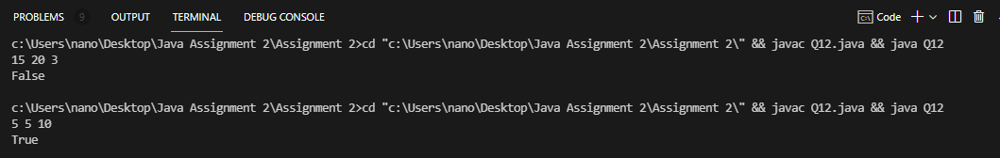 PROBLEMS 9 OUTPUT TERMINAL DEBUG CONSOLE Code
c:\Users\nano\Desktop\Java Assignment 2\Assignment 2>cd "c:\Users\nano\Desktop\Java Assignment 2\Assignment 2\" && javac Q12.java && java Q12
15 20 3
False
c:\Users\nano\Desktop\Java Assignment 2\Assignment 2>cd "c:\Users\nano\Desktop\Java Assignment 2\Assignment 2\" && javac Q12.java && java Q12
5 5 10
True